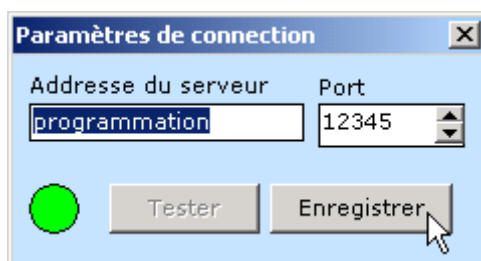 Paramètres de connection
Addresse du serveur Port
programmation 12345
Tester Enregistrer